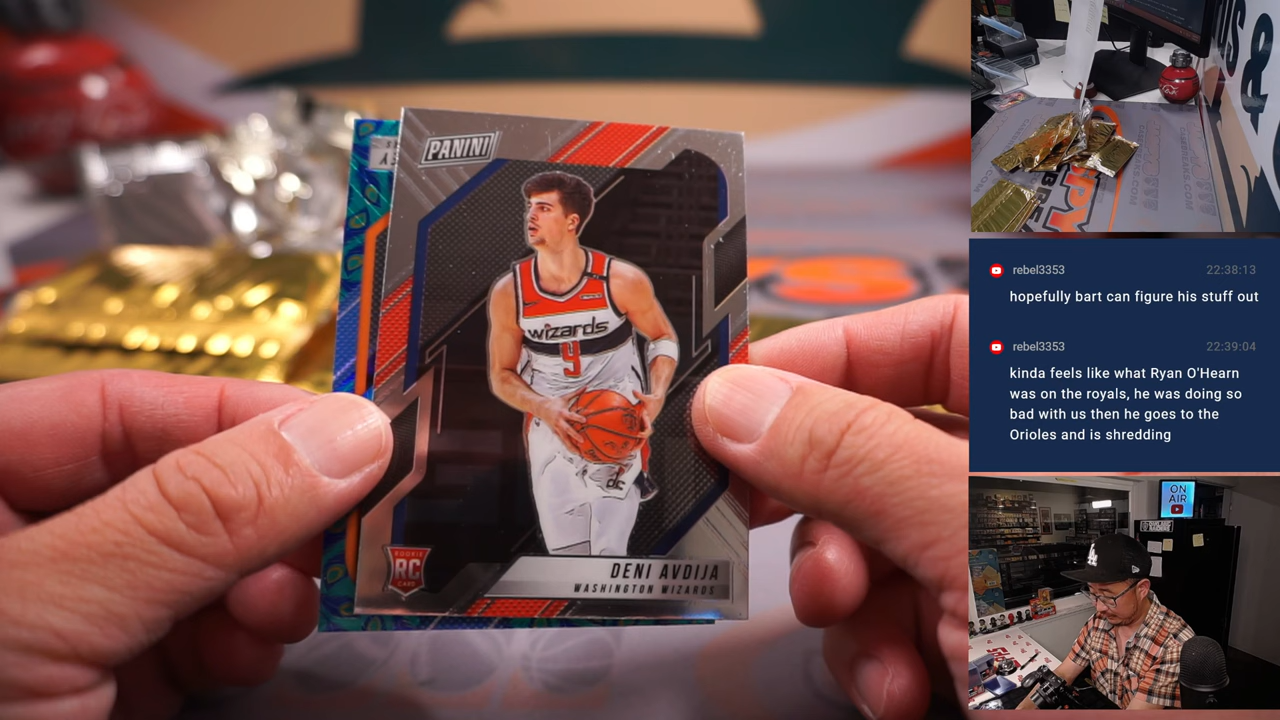 PANINI
wizards
9
ROOKIE
RC
CARD
DENI AVDIJA
WASHINGTON WIZARDS
&
rebel3353
22:38:13
hopefully bart can figure his stuff out
rebel3353
22:39:04
kinda feels like what Ryan O'Hearn
was on the royals, he was doing so
bad with us then he goes to the
Orioles and is shredding
ON
AIR
LA